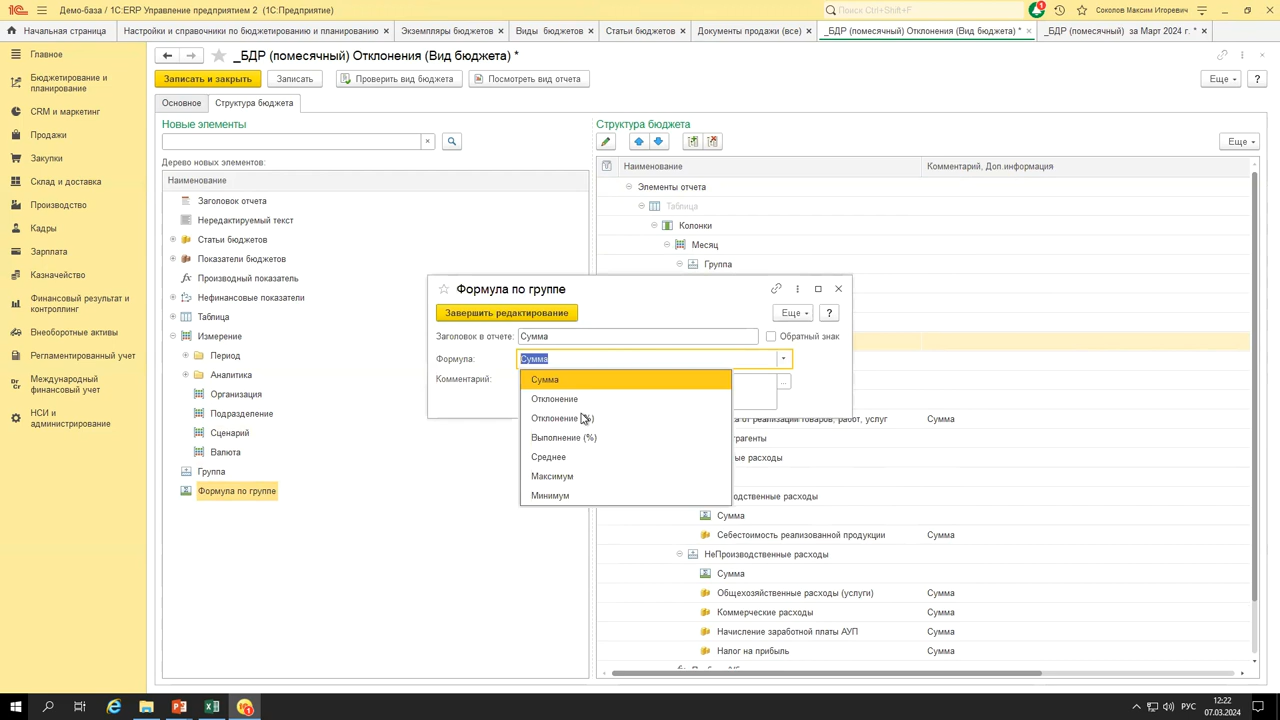 Демо-база / 1С:ERP Управление предприятием 2 (1С:Предприятие)
Поиск Ctrl+Shift+F
Соколов Максим Игоревич
Начальная страница
Настройки и справочники по бюджетированию и планированию ×
Экземпляры бюджетов ×
Виды бюджетов ×
Статьи бюджетов ×
Документы продажи (все) ×
_БДР (помесячный) Отклонения (Вид бюджета) * ×
_БДР (помесячный) за Март 2024 г. * ×
Главное
Бюджетирование и
планирование
CRM и маркетинг
Продажи
Закупки
Склад и доставка
Производство
Кадры
Зарплата
Казначейство
Финансовый результат и
контроллинг
Внеоборотные активы
Регламентированный учет
Международный
финансовый учет
НСИ и
администрирование
_БДР (помесячный) Отклонения (Вид бюджета) *
Записать и закрыть
Записать
Проверить вид бюджета
Посмотреть вид отчета
Еще
?
Основное
Структура бюджета
Новые элементы
Дерево новых элементов:
Наименование
Заголовок отчета
Нередактируемый текст
Статьи бюджетов
Показатели бюджетов
Производный показатель
Нефинансовые показатели
Таблица
Измерение
Период
Аналитика
Организация
Подразделение
Сценарий
Валюта
Группа
Формула по группе
Структура бюджета
Еще
Наименование
Комментарий, Доп.информация
Элементы отчета
Таблица
Колонки
Месяц
Группа
Формула по группе
Завершить редактирование
Еще
?
Заголовок в отчете:
Сумма
Обратный знак
Формула:
Сумма
Комментарий:
Сумма
Отклонение
Отклонение (%)
Выполнение (%)
Среднее
Максимум
Минимум
от реализации товаров, работ, услуг
Сумма
Сумма
Себестоимость реализованной продукции
Сумма
НеПроизводственные расходы
Сумма
Общехозяйственные расходы (услуги)
Сумма
Коммерческие расходы
Сумма
Начисление заработной платы АУП
Сумма
Налог на прибыль
Сумма
РУС
12:22
07.03.2024